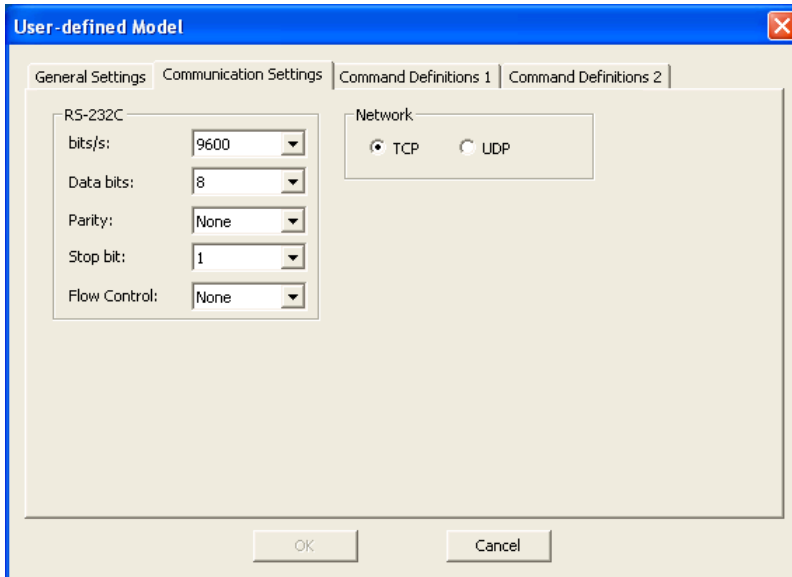 User-defined Model
General Settings Communication Settings Command Definitions 1 Command Definitions 2
RS-232C
bits/s: 9600
Data bits: 8
Parity: None
Stop bit: 1
Flow Control: None
Network
TCP UDP
OK Cancel